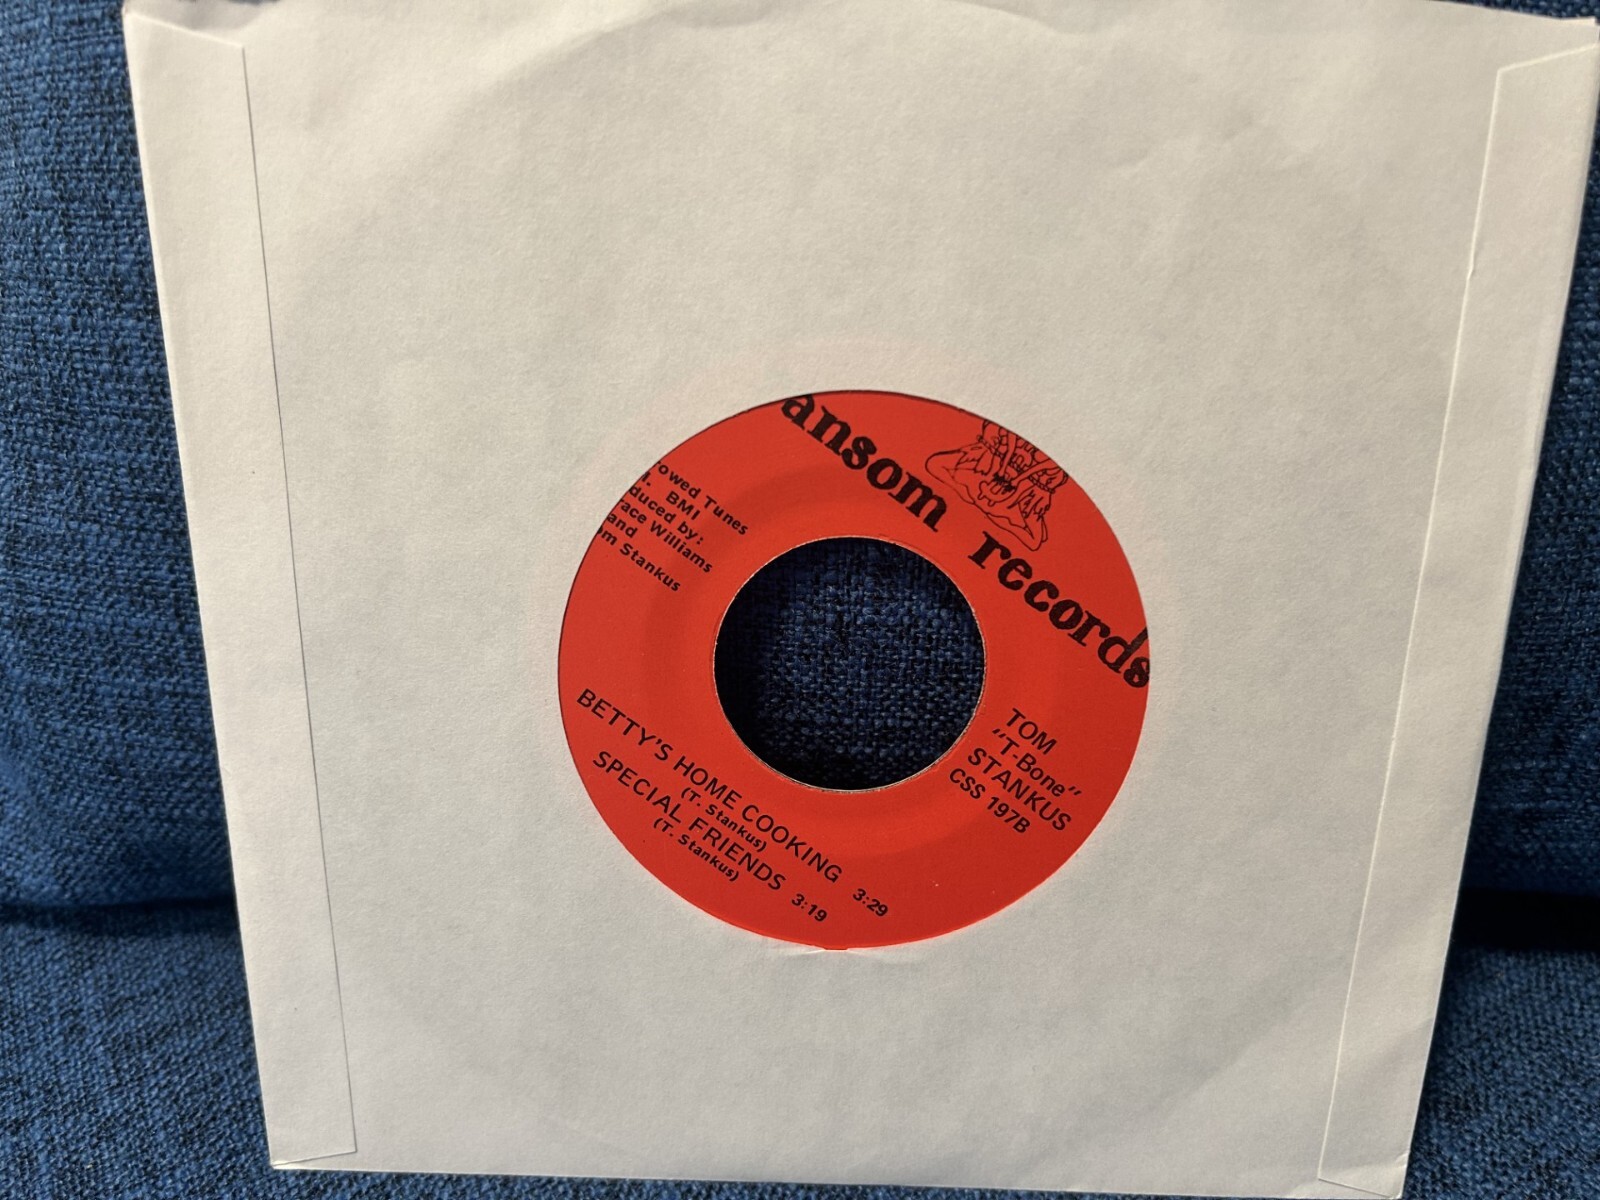 ansom records
owed Tunes
BMI
duced by:
ace Williams
and
m Stankus
TOM
"T-Bone"
STANKUS
CSS 197B
BETTY'S HOME COOKING 3:29
(T. Stankus)
SPECIAL FRIENDS 3:19
(T. Stankus)